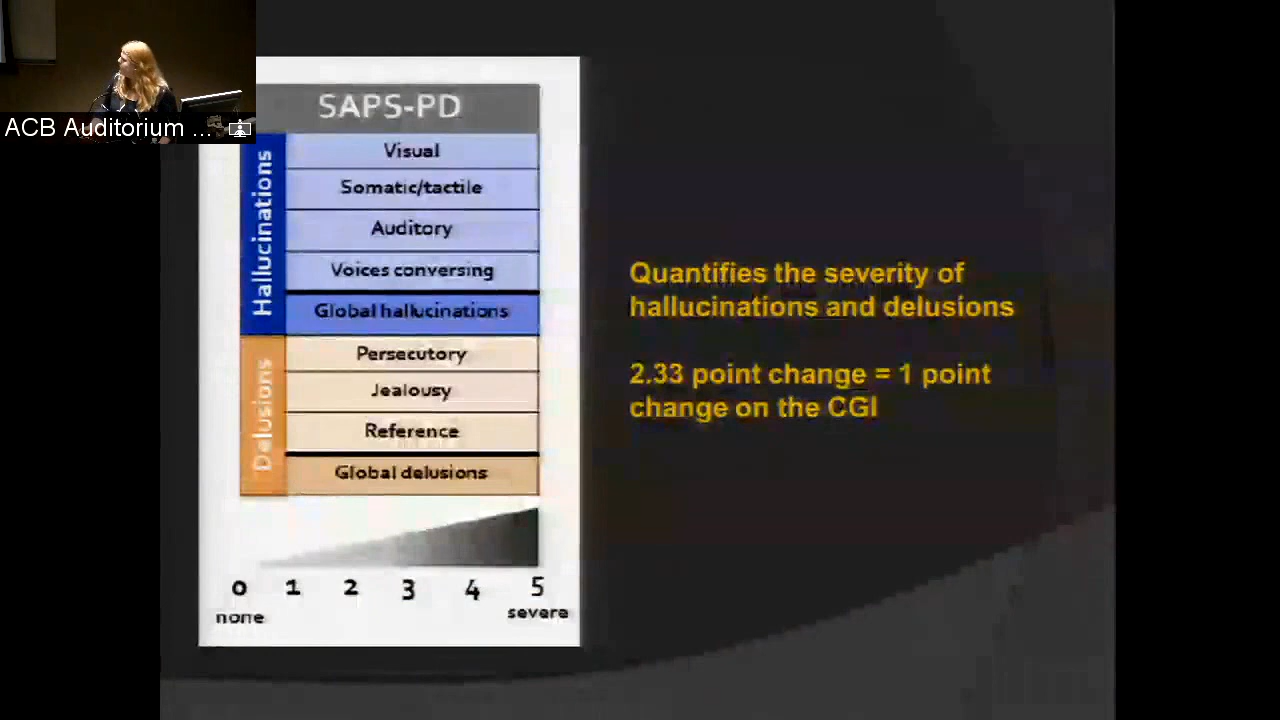 ACB Auditorium ...
SAPS-PD
Hallucinations
Visual
Somatic/tactile
Auditory
Voices conversing
Global hallucinations
Delusions
Persecutory
Jealousy
Reference
Global delusions
0 1 2 3 4 5
none severe
Quantifies the severity of
hallucinations and delusions
2.33 point change = 1 point
change on the CGI